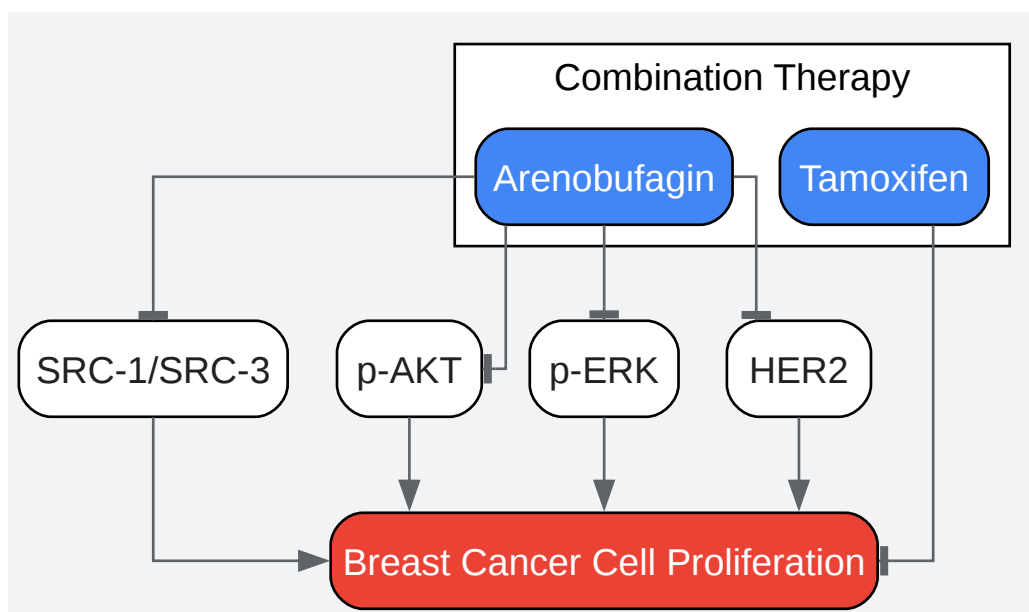 Combination Therapy
Arenobufagin
Tamoxifen
SRC-1/SRC-3
p-AKT
p-ERK
HER2
Breast Cancer Cell Proliferation